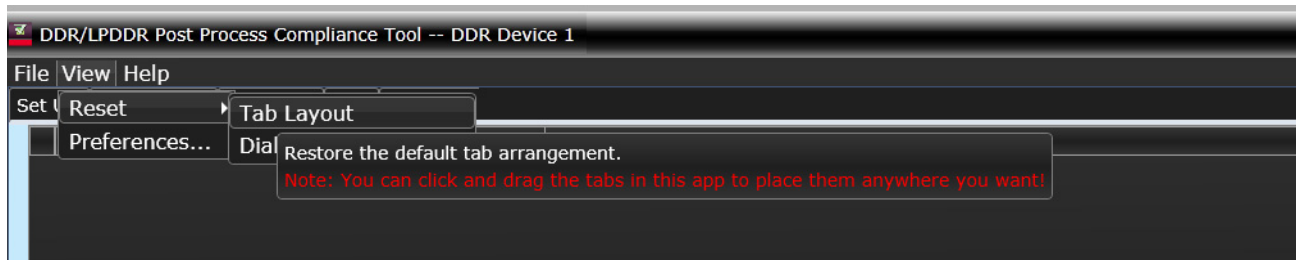 DDR/LPDDR Post Process Compliance Tool -- DDR Device 1
File View Help
Set
Reset
Tab Layout
Preferences...
Restore the default tab arrangement.
Note: You can click and drag the tabs in this app to place them anywhere you want!